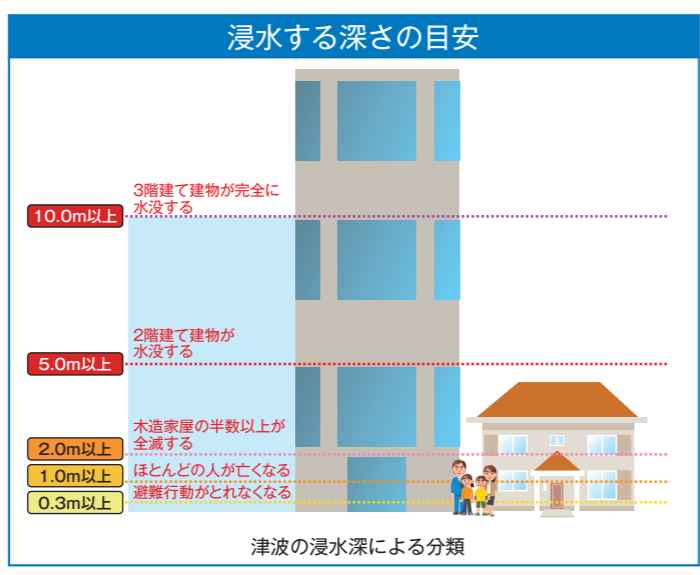 浸水する深さの目安
3階建て建物が完全に
水没する
10.0m以上
2階建て建物が
水没する
5.0m以上
木造家屋の半数以上が
全滅する
2.0m以上
ほとんどの人が亡くなる
1.0m以上
避難行動がとれなくなる
0.3m以上
津波の浸水深による分類